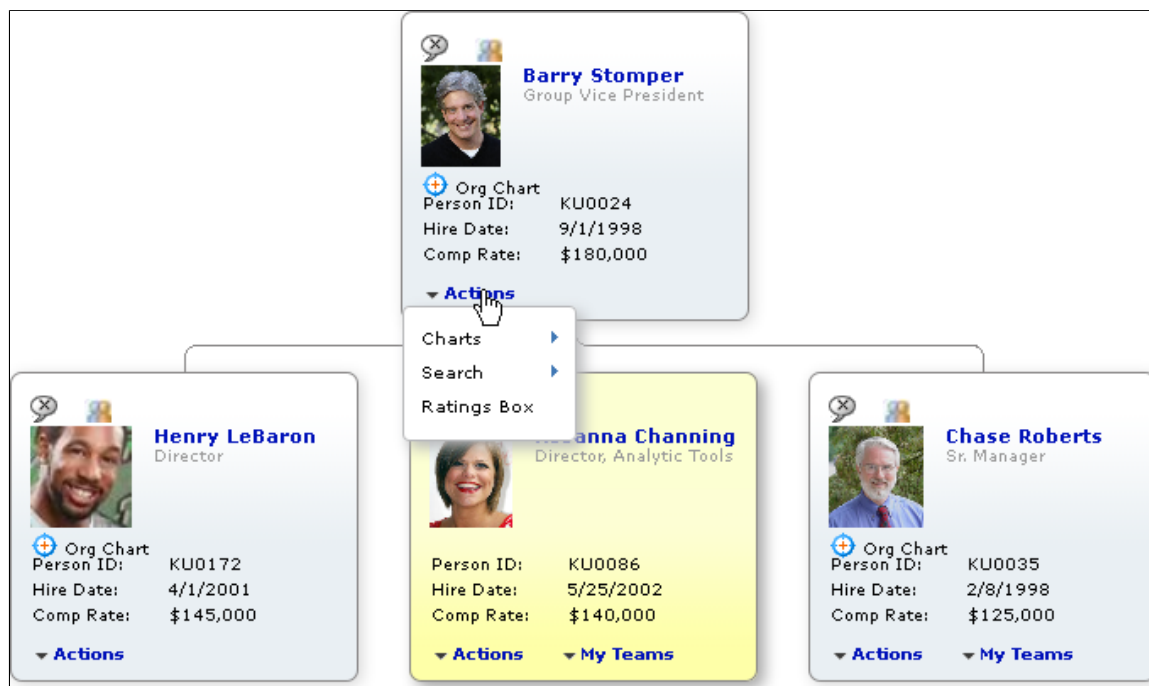 Barry Stomper
Group Vice President
Org Chart
Person ID: KU0024
Hire Date: 9/1/1998
Comp Rate: $180,000
Actions
Charts
Search
Ratings Box
Henry LeBaron
Director
Org Chart
Person ID: KU0172
Hire Date: 4/1/2001
Comp Rate: $145,000
Actions
Channing
Director, Analytic Tools
Person ID: KU0086
Hire Date: 5/25/2002
Comp Rate: $140,000
Actions My Teams
Chase Roberts
Sr. Manager
Org Chart
Person ID: KU0035
Hire Date: 2/8/1998
Comp Rate: $125,000
Actions My Teams